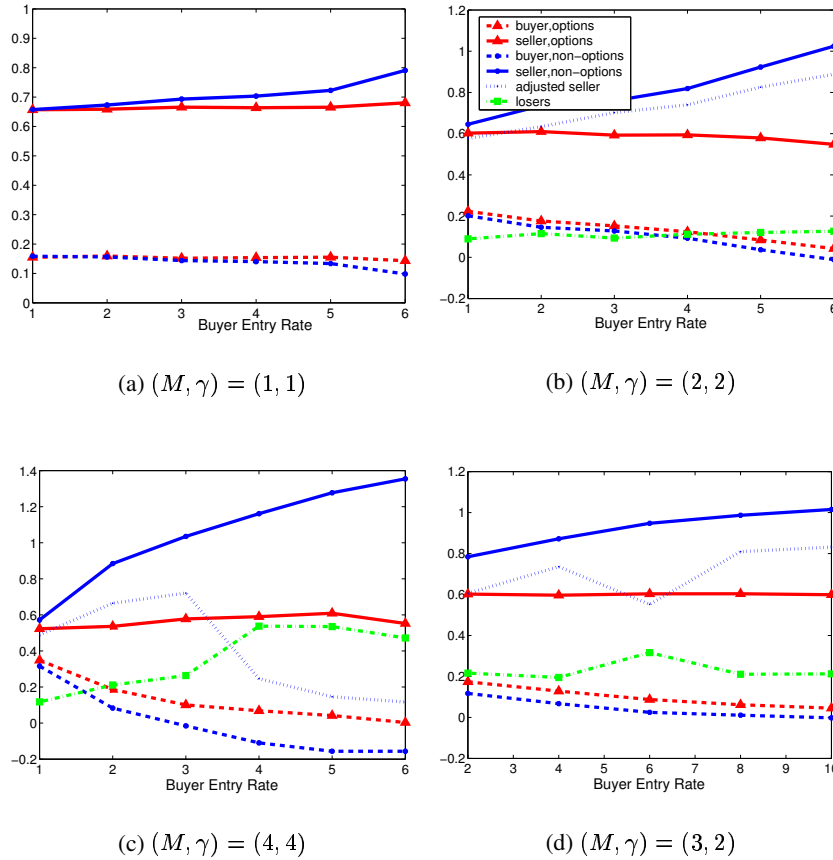 1
0.9
0.8
0.7
0.6
0.5
0.4
0.3
0.2
0.1
0
1 2 3 4 5 6
Buyer Entry Rate
(a) (M, γ) = (1, 1)
1.2
1
0.8
0.6
0.4
0.2
0
−0.2
buyer,options
seller,options
buyer,non-options
seller,non-options
adjusted seller
losers
1 2 3 4 5 6
Buyer Entry Rate
(b) (M, γ) = (2, 2)
1.4
1.2
1
0.8
0.6
0.4
0.2
0
−0.2
1 2 3 4 5 6
Buyer Entry Rate
(c) (M, γ) = (4, 4)
1.2
1
0.8
0.6
0.4
0.2
0
−0.2
2 3 4 5 6 7 8 9 10
Buyer Entry Rate
(d) (M, γ) = (3, 2)